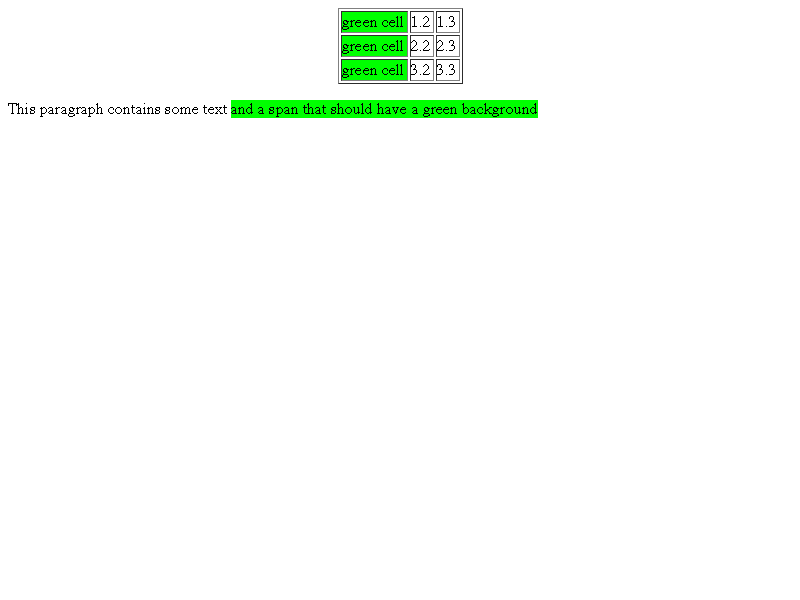 green cell 1.2 1.3
green cell 2.2 2.3
green cell 3.2 3.3
This paragraph contains some text and a span that should have a green background